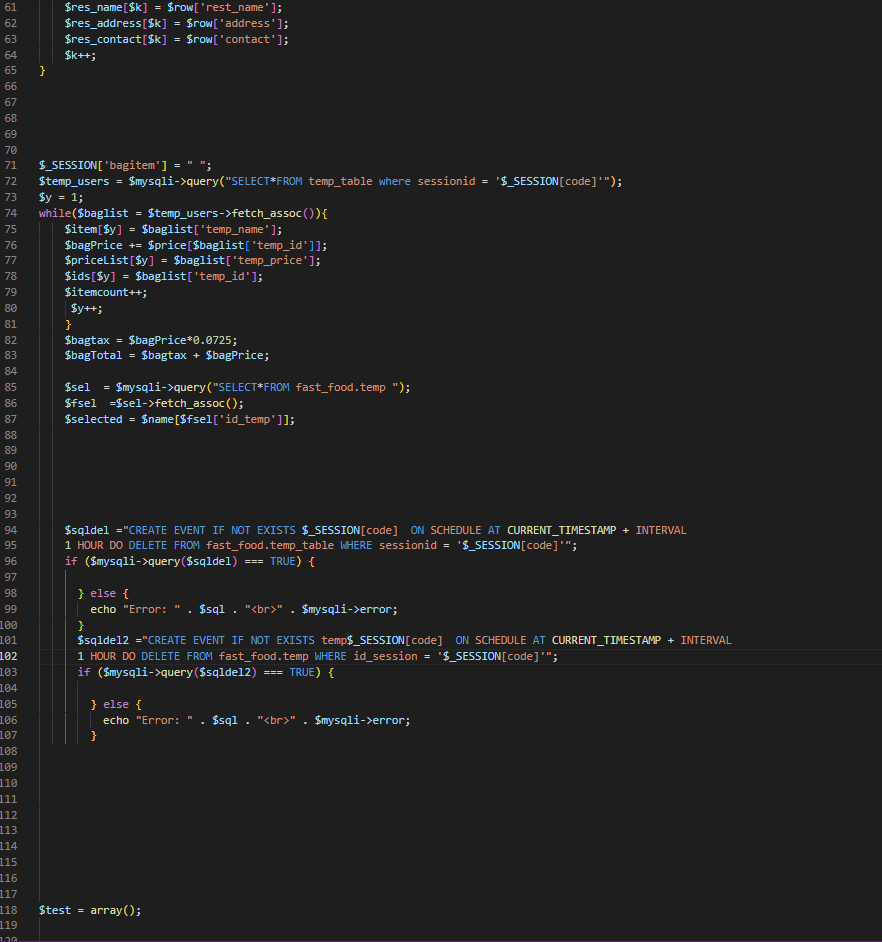 61 $res_name[$k] = $row['rest_name'];
62 $res_address[$k] = $row['address'];
63 $res_contact[$k] = $row['contact'];
64 $k++;
65 }
66
67
68
69
70
71 $_SESSION['bagitem'] = " ";
72 $temp_users = $mysqli->query("SELECT*FROM temp_table where sessionid = '$_SESSION[code]'");
73 $y = 1;
74 while($baglist = $temp_users->fetch_assoc()){
75 $item[$y] = $baglist['temp_name'];
76 $bagPrice += $price[$baglist['temp_id']];
77 $priceList[$y] = $baglist['temp_price'];
78 $ids[$y] = $baglist['temp_id'];
79 $itemcount++;
80 $y++;
81 }
82 $bagtax = $bagPrice*0.0725;
83 $bagTotal = $bagtax + $bagPrice;
84
85 $sel  = $mysqli->query("SELECT*FROM fast_food.temp ");
86 $fsel  =$sel->fetch_assoc();
87 $selected = $name[$fsel['id_temp']];
88
89
90
91
92
93
94 $sqldel ="CREATE EVENT IF NOT EXISTS $_SESSION[code]  ON SCHEDULE AT CURRENT_TIMESTAMP + INTERVAL
95 1 HOUR DO DELETE FROM fast_food.temp_table WHERE sessionid = '$_SESSION[code]'";
96 if ($mysqli->query($sqldel) === TRUE) {
97
98 } else {
99 echo "Error: " . $sql . "<br>" . $mysqli->error;
100 }
101 $sqldel2 ="CREATE EVENT IF NOT EXISTS temp$_SESSION[code]  ON SCHEDULE AT CURRENT_TIMESTAMP + INTERVAL
102 1 HOUR DO DELETE FROM fast_food.temp WHERE id_session = '$_SESSION[code]'";
103 if ($mysqli->query($sqldel2) === TRUE) {
104
105 } else {
106 echo "Error: " . $sql . "<br>" . $mysqli->error;
107 }
108
109
110
111
112
113
114
115
116
117
118 $test = array();
119
120